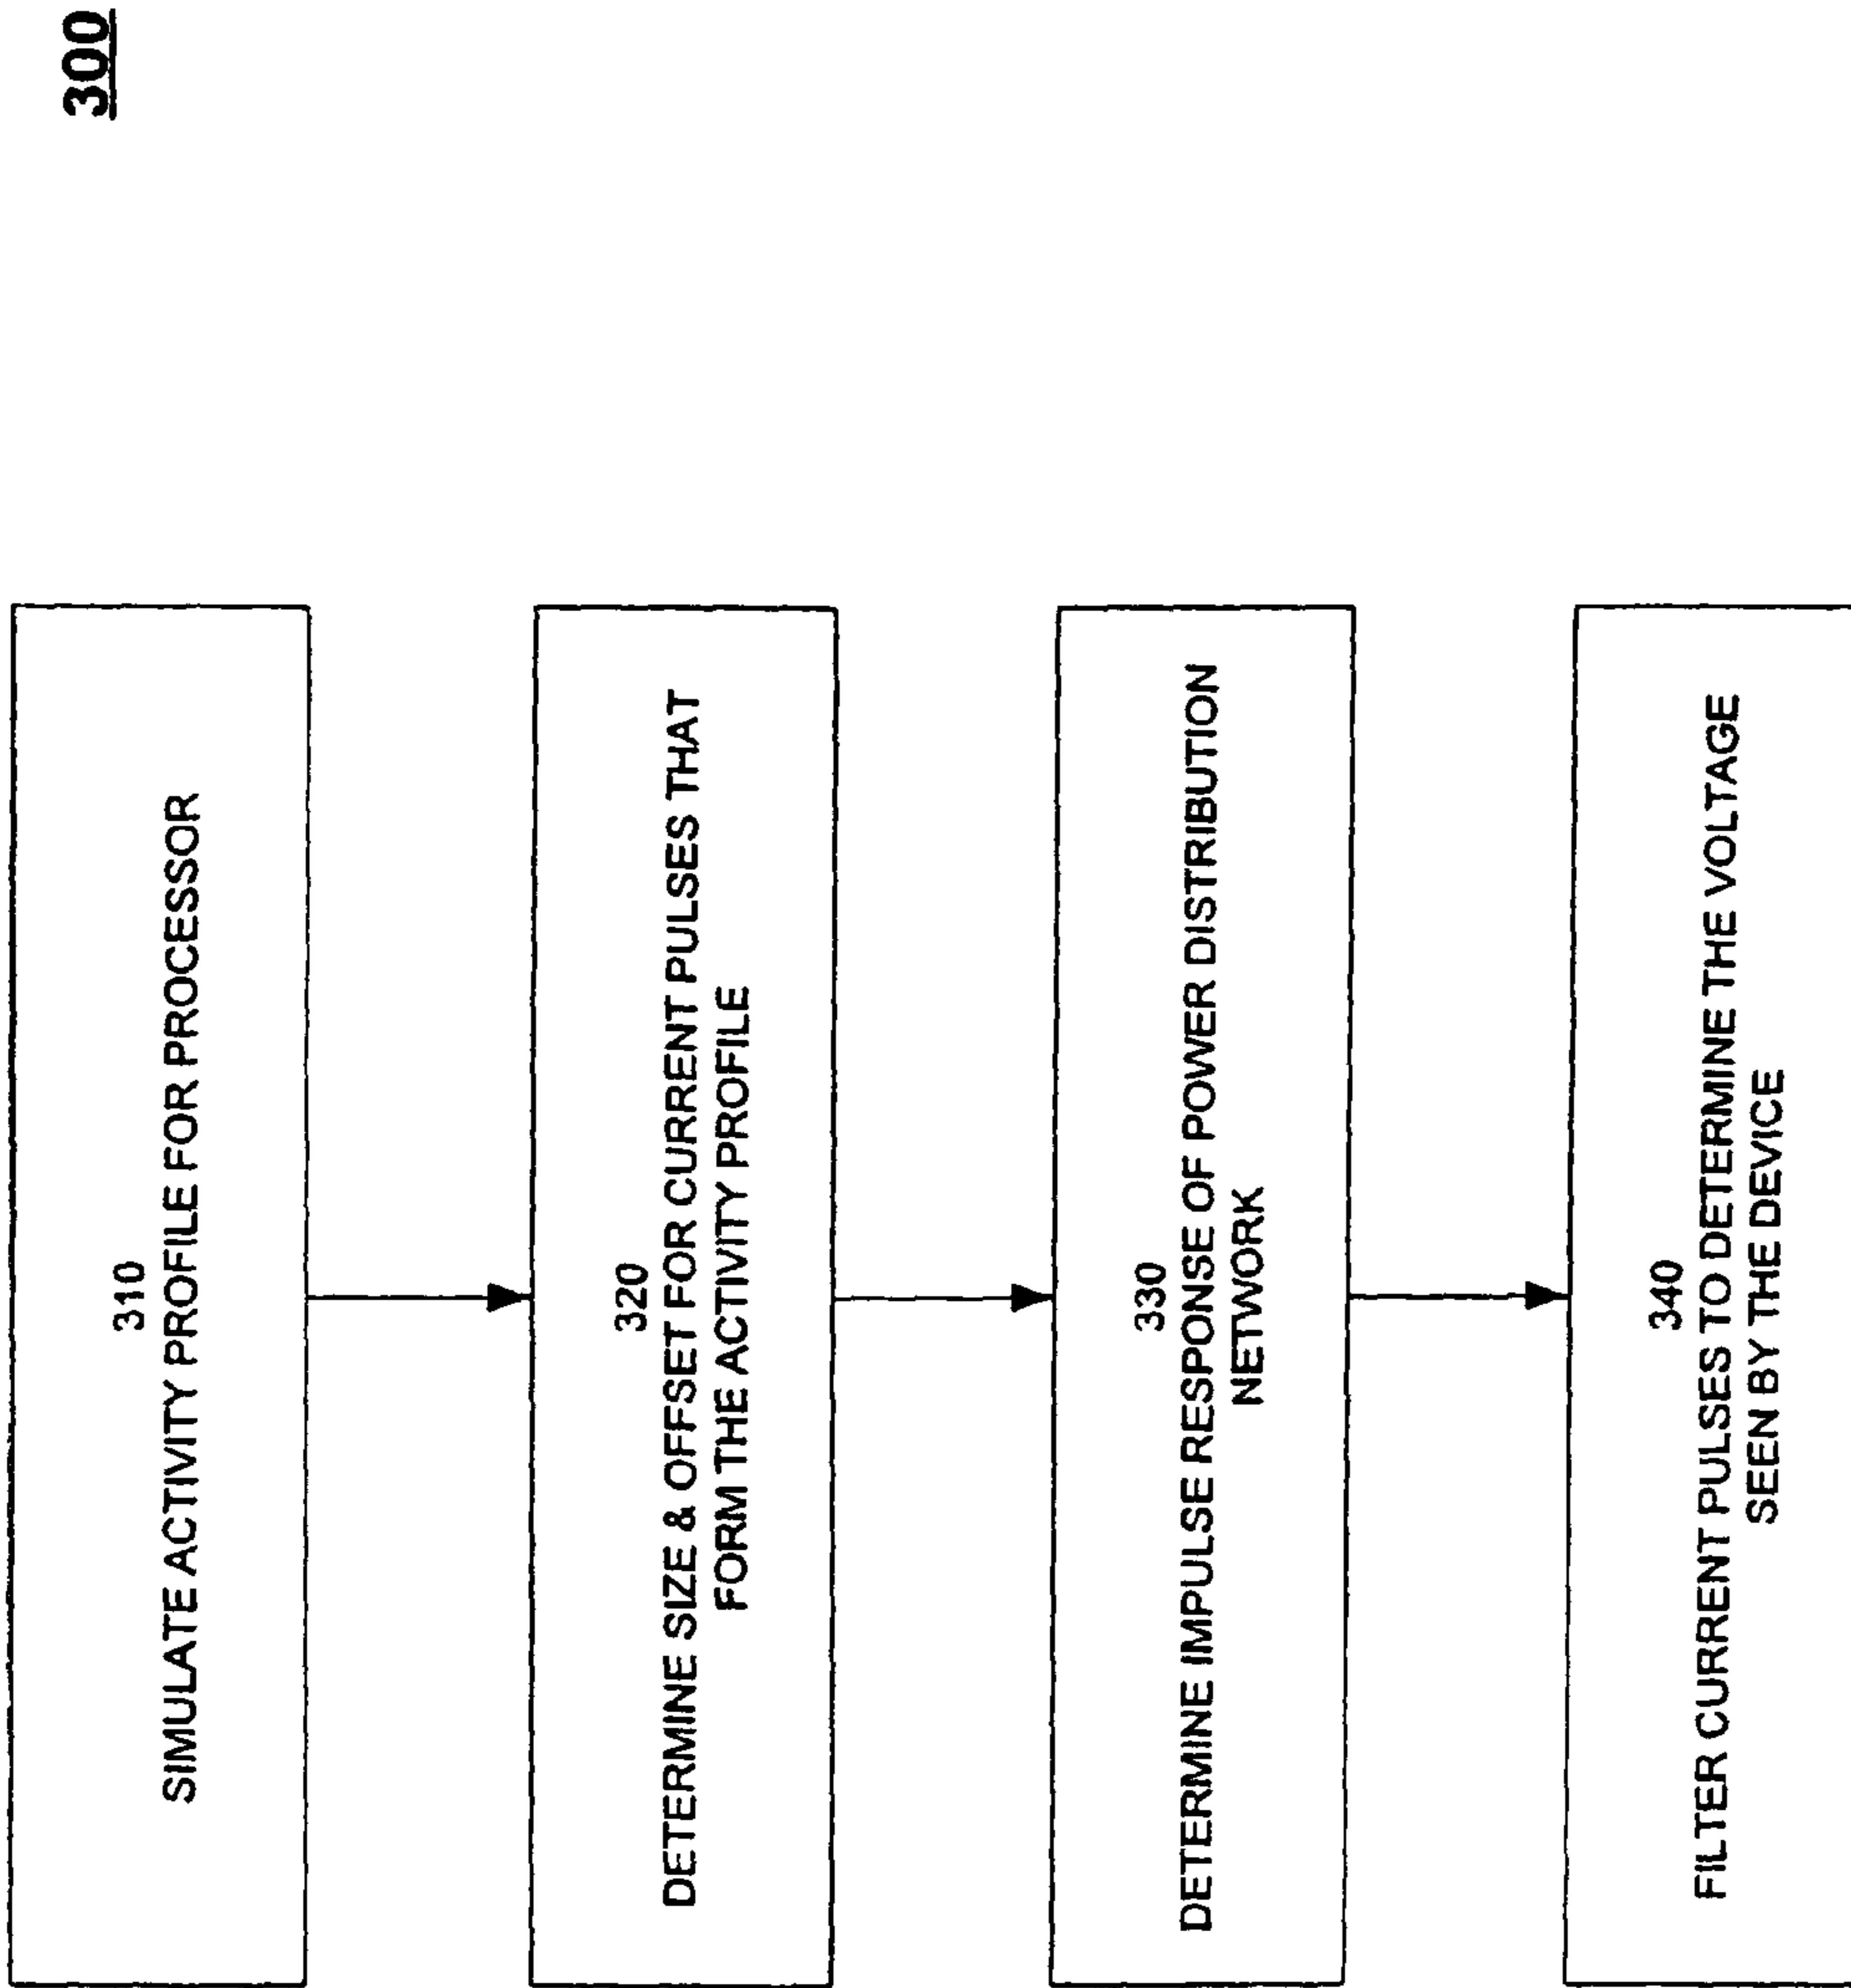 300
310
SIMULATE ACTIVITY PROFILE FOR PROCESSOR
320
DETERMINE SIZE & OFFSET FOR CURRENT PULSES THAT
FORM THE ACTIVITY PROFILE
330
DETERMINE IMPULSE RESPONSE OF POWER DISTRIBUTION
NETWORK
340
FILTER CURRENT PULSES TO DETERMINE THE VOLTAGE
SEEN BY THE DEVICE